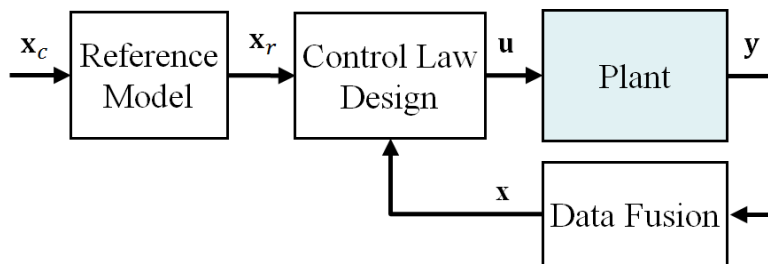 x_c
Reference
Model
x_r
Control Law
Design
u
Plant
y
x
Data Fusion